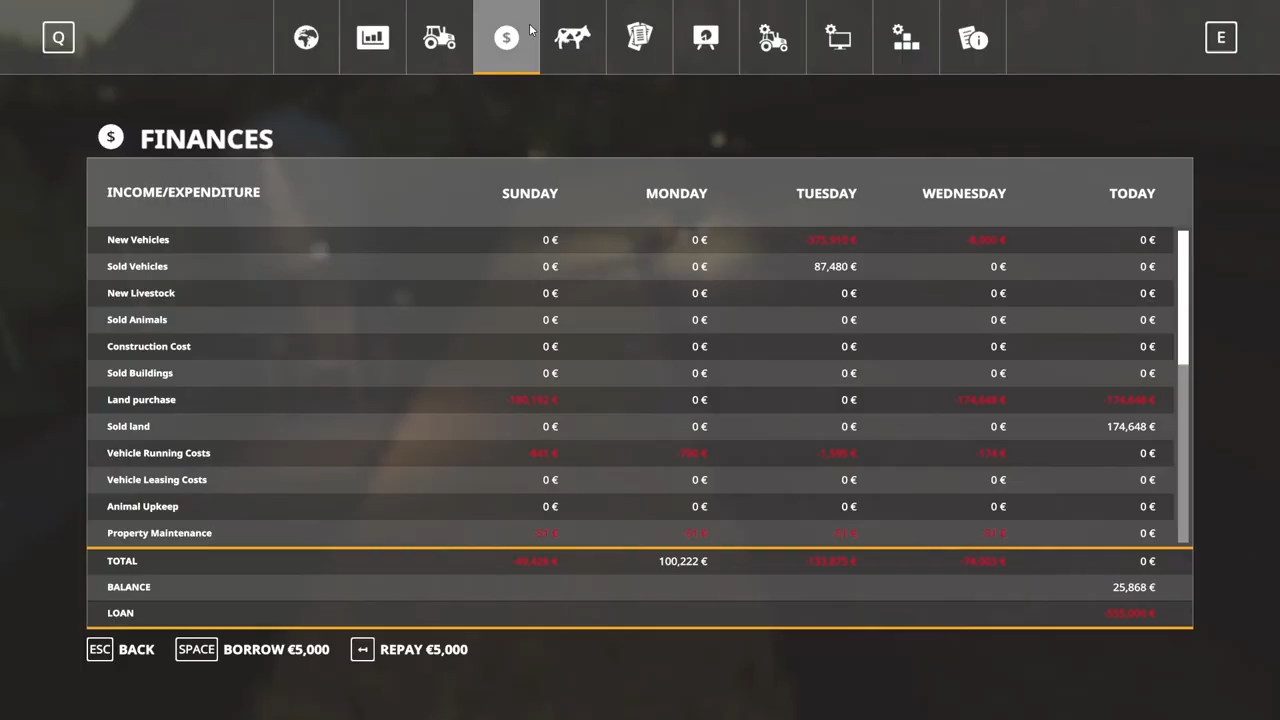 Q $ E
$ FINANCES
INCOME/EXPENDITURE SUNDAY MONDAY TUESDAY WEDNESDAY TODAY
New Vehicles 0 € 0 € 0 €
Sold Vehicles 0 € 0 € 87,480 € 0 € 0 €
New Livestock 0 € 0 € 0 € 0 € 0 €
Sold Animals 0 € 0 € 0 € 0 € 0 €
Construction Cost 0 € 0 € 0 € 0 € 0 €
Sold Buildings 0 € 0 € 0 € 0 € 0 €
Land purchase 0 € 0 € -174,648 € -174,648 €
Sold land 0 € 0 € 0 € 0 € 174,648 €
Vehicle Running Costs -174 € 0 €
Vehicle Leasing Costs 0 € 0 € 0 € 0 € 0 €
Animal Upkeep 0 € 0 € 0 € 0 € 0 €
Property Maintenance 0 €
TOTAL 100,222 € 0 €
BALANCE 25,868 €
LOAN
ESC BACK SPACE BORROW €5,000 REPAY €5,000